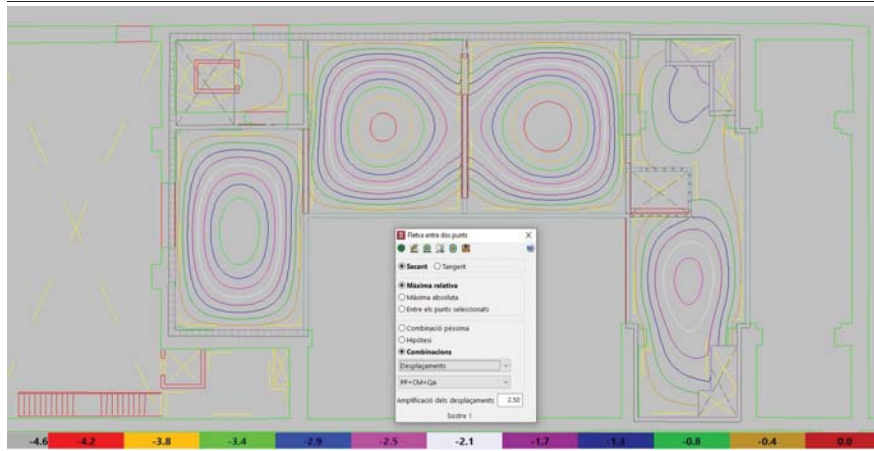 Fletxa entre dos punts
Secant Tangent
Màxima relativa
Màxima absoluta
Entre els punts seleccionats
Combinació pèssima
Hipòtesi
Combinacions
Desplaçaments
PP+CM+Qa
Amplificació dels desplaçaments 2.50
Sostre 1
-4.6 -4.2 -3.8 -3.4 -2.9 -2.5 -2.1 -1.7 -1.3 -0.8 -0.4 0.0